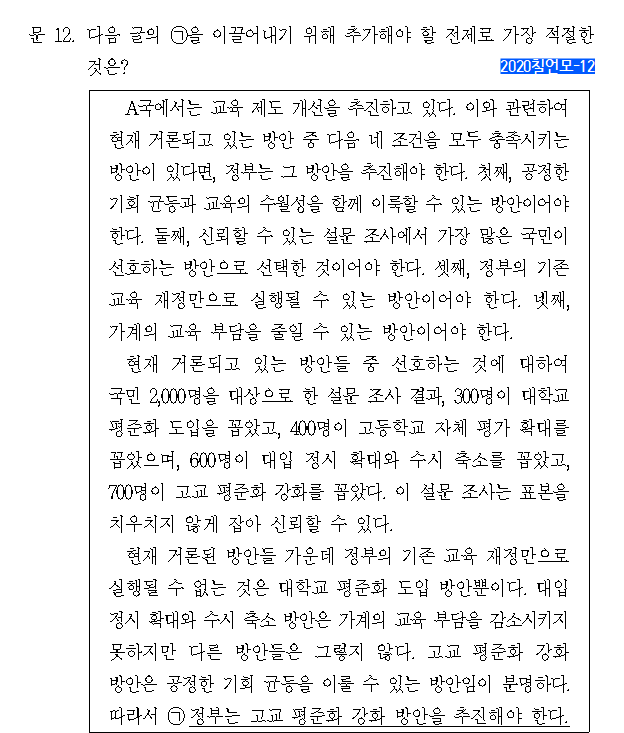 문 12. 다음 글의 ㉠을 이끌어내기 위해 추가해야 할 전제로 가장 적절한
것은?
2020침언모-12
A국에서는 교육 제도 개선을 추진하고 있다. 이와 관련하여
현재 거론되고 있는 방안 중 다음 네 조건을 모두 충족시키는
방안이 있다면, 정부는 그 방안을 추진해야 한다. 첫째, 공정한
기회 균등과 교육의 수월성을 함께 이룩할 수 있는 방안이어야
한다. 둘째, 신뢰할 수 있는 설문 조사에서 가장 많은 국민이
선호하는 방안으로 선택한 것이어야 한다. 셋째, 정부의 기존
교육 재정만으로 실행될 수 있는 방안이어야 한다. 넷째,
가계의 교육 부담을 줄일 수 있는 방안이어야 한다.
현재 거론되고 있는 방안들 중 선호하는 것에 대하여
국민 2,000명을 대상으로 한 설문 조사 결과, 300명이 대학교
평준화 도입을 꼽았고, 400명이 고등학교 자체 평가 확대를
꼽았으며, 600명이 대입 정시 확대와 수시 축소를 꼽았고,
700명이 고교 평준화 강화를 꼽았다. 이 설문 조사는 표본을
치우치지 않게 잡아 신뢰할 수 있다.
현재 거론된 방안들 가운데 정부의 기존 교육 재정만으로
실행될 수 없는 것은 대학교 평준화 도입 방안뿐이다. 대입
정시 확대와 수시 축소 방안은 가계의 교육 부담을 감소시키지
못하지만 다른 방안들은 그렇지 않다. 고교 평준화 강화
방안은 공정한 기회 균등을 이룰 수 있는 방안임이 분명하다.
따라서 ㉠ 정부는 고교 평준화 강화 방안을 추진해야 한다.